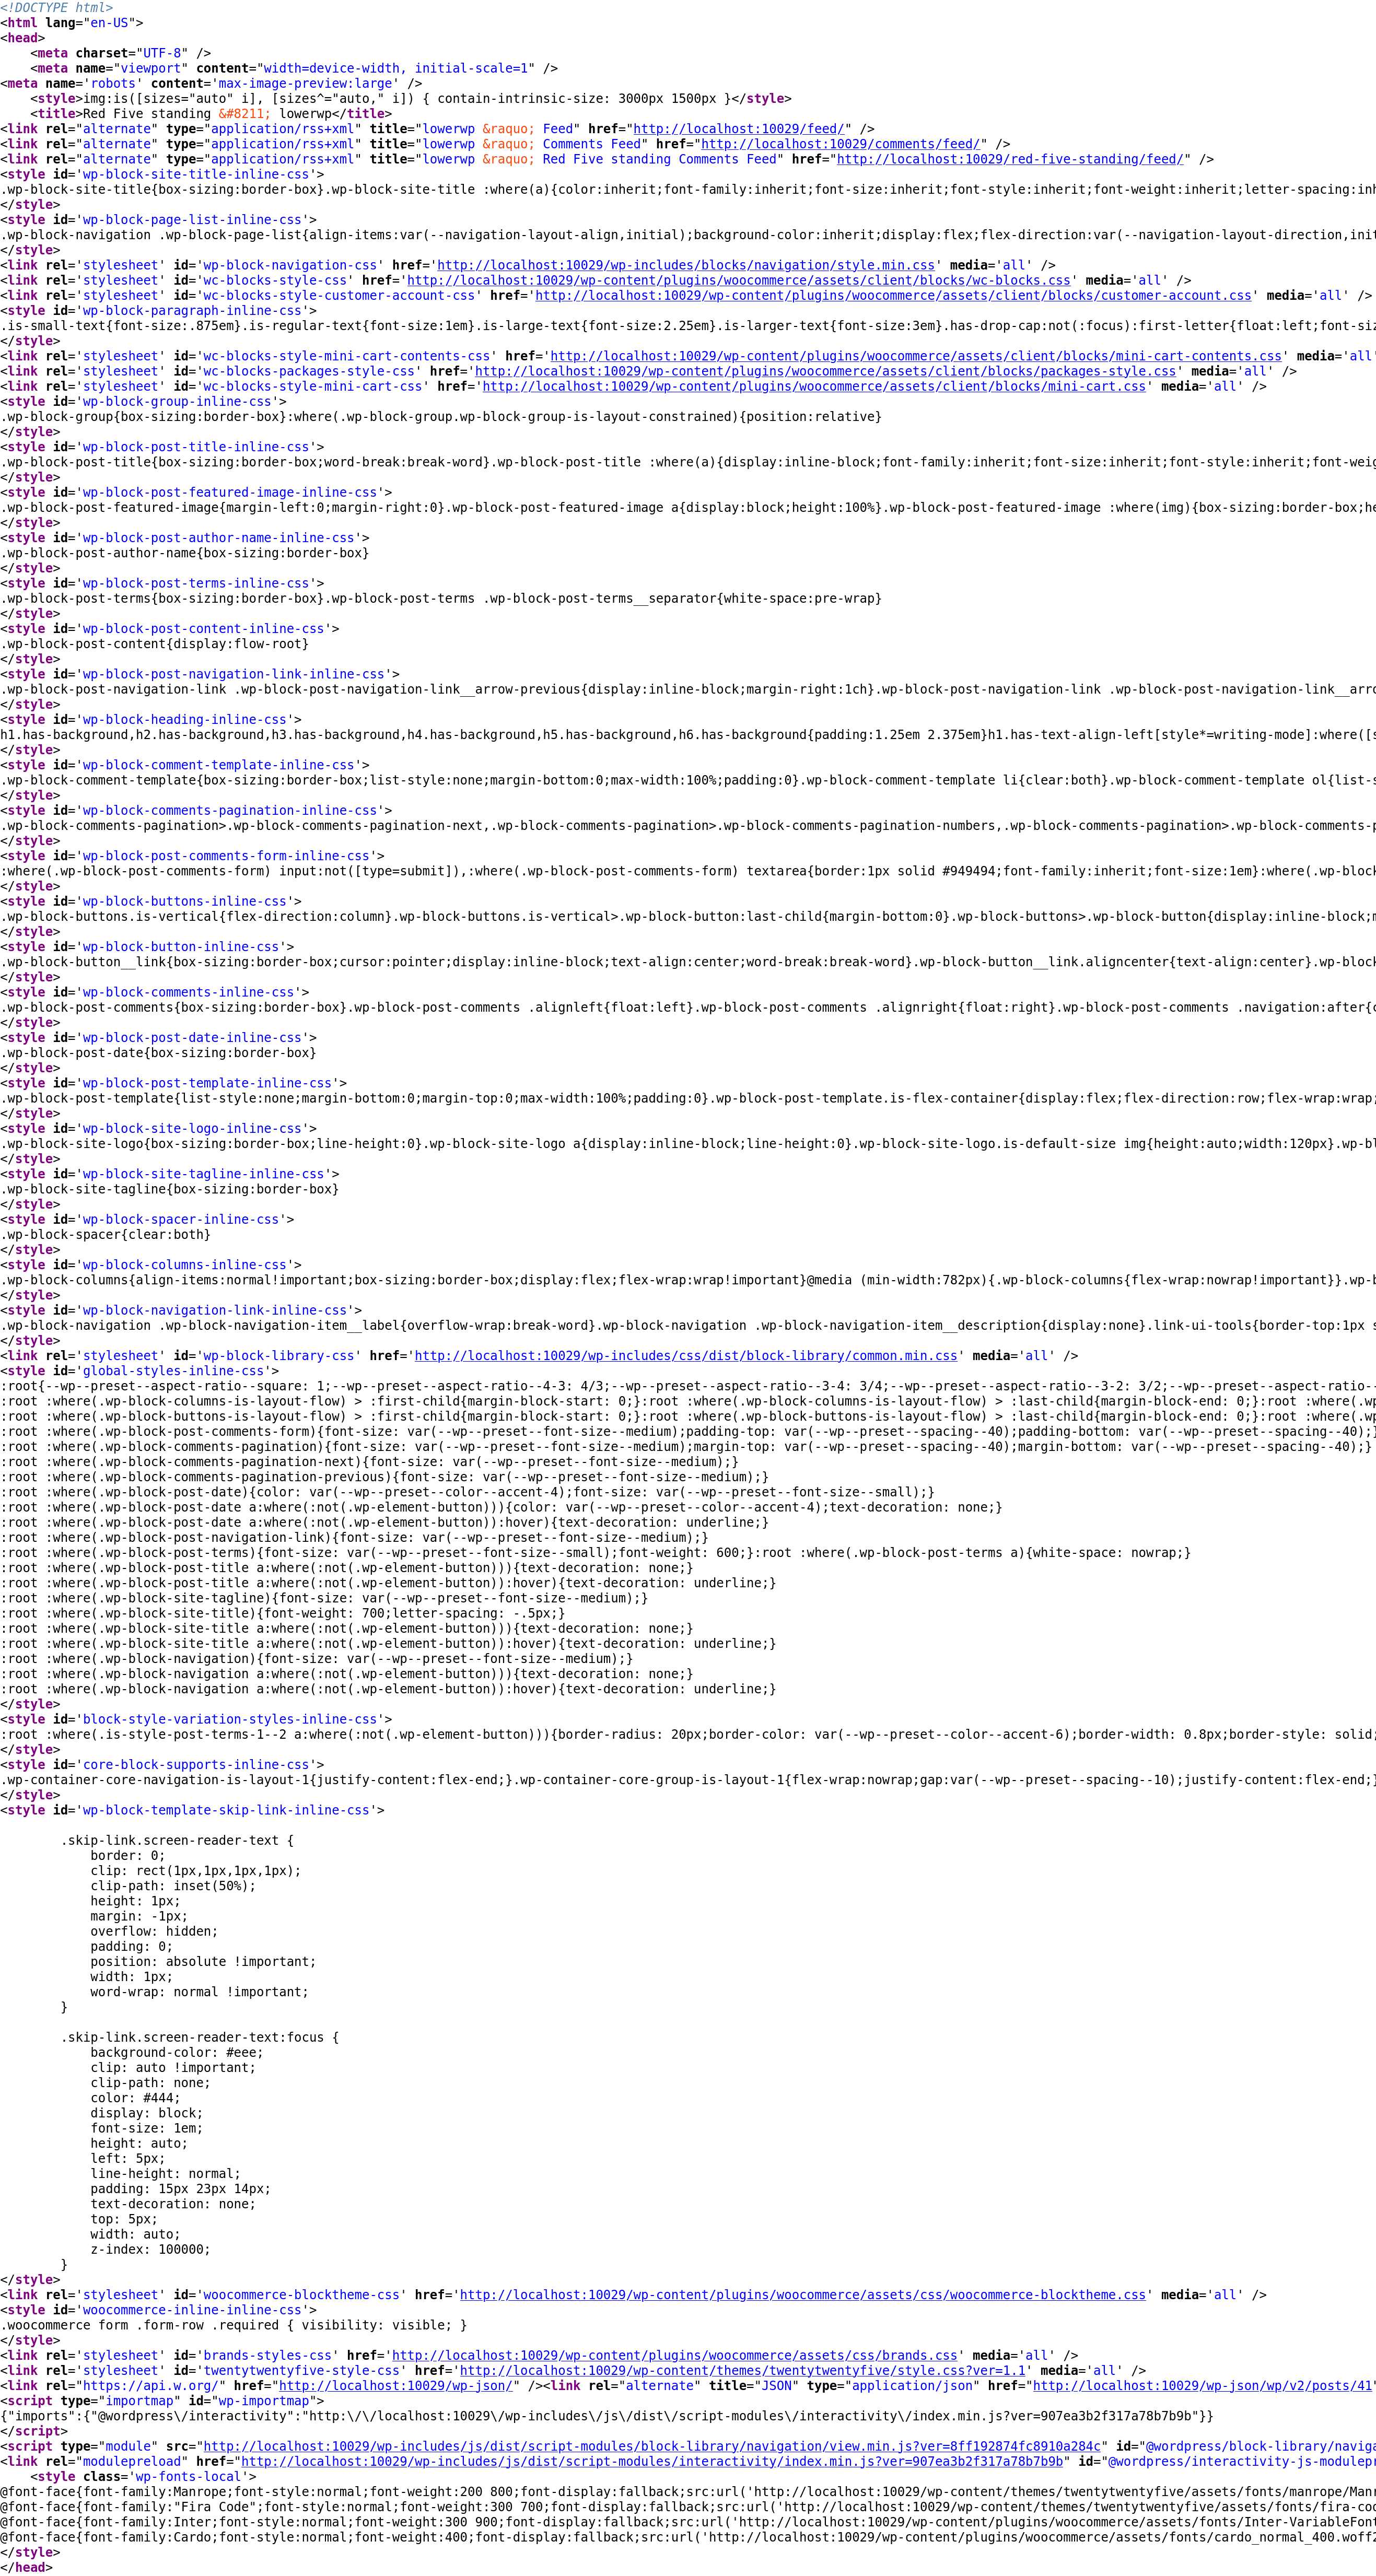 <!DOCTYPE html>
<html lang="en-US">
<head>
	<meta charset="UTF-8" />
	<meta name="viewport" content="width=device-width, initial-scale=1" />
<meta name='robots' content='max-image-preview:large' />
	<style>img:is([sizes="auto" i], [sizes^="auto," i]) { contain-intrinsic-size: 3000px 1500px }</style>
	<title>Red Five standing &#8211; lowerwp</title>
<link rel="alternate" type="application/rss+xml" title="lowerwp &raquo; Feed" href="http://localhost:10029/feed/" />
<link rel="alternate" type="application/rss+xml" title="lowerwp &raquo; Comments Feed" href="http://localhost:10029/comments/feed/" />
<link rel="alternate" type="application/rss+xml" title="lowerwp &raquo; Red Five standing Comments Feed" href="http://localhost:10029/red-five-standing/feed/" />
<style id='wp-block-site-title-inline-css'>
.wp-block-site-title{box-sizing:border-box}.wp-block-site-title :where(a){color:inherit;font-family:inherit;font-size:inherit;font-style:inherit;font-weight:inherit;letter-spacing:inh
</style>
<style id='wp-block-page-list-inline-css'>
.wp-block-navigation .wp-block-page-list{align-items:var(--navigation-layout-align,initial);background-color:inherit;display:flex;flex-direction:var(--navigation-layout-direction,init
</style>
<link rel='stylesheet' id='wp-block-navigation-css' href='http://localhost:10029/wp-includes/blocks/navigation/style.min.css' media='all' />
<link rel='stylesheet' id='wc-blocks-style-css' href='http://localhost:10029/wp-content/plugins/woocommerce/assets/client/blocks/wc-blocks.css' media='all' />
<link rel='stylesheet' id='wc-blocks-style-customer-account-css' href='http://localhost:10029/wp-content/plugins/woocommerce/assets/client/blocks/customer-account.css' media='all' />
<style id='wp-block-paragraph-inline-css'>
.is-small-text{font-size:.875em}.is-regular-text{font-size:1em}.is-large-text{font-size:2.25em}.is-larger-text{font-size:3em}.has-drop-cap:not(:focus):first-letter{float:left;font-siz
</style>
<link rel='stylesheet' id='wc-blocks-style-mini-cart-contents-css' href='http://localhost:10029/wp-content/plugins/woocommerce/assets/client/blocks/mini-cart-contents.css' media='all'
<link rel='stylesheet' id='wc-blocks-packages-style-css' href='http://localhost:10029/wp-content/plugins/woocommerce/assets/client/blocks/packages-style.css' media='all' />
<link rel='stylesheet' id='wc-blocks-style-mini-cart-css' href='http://localhost:10029/wp-content/plugins/woocommerce/assets/client/blocks/mini-cart.css' media='all' />
<style id='wp-block-group-inline-css'>
.wp-block-group{box-sizing:border-box}:where(.wp-block-group.wp-block-group-is-layout-constrained){position:relative}
</style>
<style id='wp-block-post-title-inline-css'>
.wp-block-post-title{box-sizing:border-box;word-break:break-word}.wp-block-post-title :where(a){display:inline-block;font-family:inherit;font-size:inherit;font-style:inherit;font-weig
</style>
<style id='wp-block-post-featured-image-inline-css'>
.wp-block-post-featured-image{margin-left:0;margin-right:0}.wp-block-post-featured-image a{display:block;height:100%}.wp-block-post-featured-image :where(img){box-sizing:border-box;he
</style>
<style id='wp-block-post-author-name-inline-css'>
.wp-block-post-author-name{box-sizing:border-box}
</style>
<style id='wp-block-post-terms-inline-css'>
.wp-block-post-terms{box-sizing:border-box}.wp-block-post-terms .wp-block-post-terms__separator{white-space:pre-wrap}
</style>
<style id='wp-block-post-content-inline-css'>
.wp-block-post-content{display:flow-root}
</style>
<style id='wp-block-post-navigation-link-inline-css'>
.wp-block-post-navigation-link .wp-block-post-navigation-link__arrow-previous{display:inline-block;margin-right:1ch}.wp-block-post-navigation-link .wp-block-post-navigation-link__arro
</style>
<style id='wp-block-heading-inline-css'>
h1.has-background,h2.has-background,h3.has-background,h4.has-background,h5.has-background,h6.has-background{padding:1.25em 2.375em}h1.has-text-align-left[style*=writing-mode]:where([s
</style>
<style id='wp-block-comment-template-inline-css'>
.wp-block-comment-template{box-sizing:border-box;list-style:none;margin-bottom:0;max-width:100%;padding:0}.wp-block-comment-template li{clear:both}.wp-block-comment-template ol{list-s
</style>
<style id='wp-block-comments-pagination-inline-css'>
.wp-block-comments-pagination>.wp-block-comments-pagination-next,.wp-block-comments-pagination>.wp-block-comments-pagination-numbers,.wp-block-comments-pagination>.wp-block-comments-p
</style>
<style id='wp-block-post-comments-form-inline-css'>
:where(.wp-block-post-comments-form) input:not([type=submit]),:where(.wp-block-post-comments-form) textarea{border:1px solid #949494;font-family:inherit;font-size:1em}:where(.wp-block
</style>
<style id='wp-block-buttons-inline-css'>
.wp-block-buttons.is-vertical{flex-direction:column}.wp-block-buttons.is-vertical>.wp-block-button:last-child{margin-bottom:0}.wp-block-buttons>.wp-block-button{display:inline-block;m
</style>
<style id='wp-block-button-inline-css'>
.wp-block-button__link{box-sizing:border-box;cursor:pointer;display:inline-block;text-align:center;word-break:break-word}.wp-block-button__link.aligncenter{text-align:center}.wp-block
</style>
<style id='wp-block-comments-inline-css'>
.wp-block-post-comments{box-sizing:border-box}.wp-block-post-comments .alignleft{float:left}.wp-block-post-comments .alignright{float:right}.wp-block-post-comments .navigation:after{c
</style>
<style id='wp-block-post-date-inline-css'>
.wp-block-post-date{box-sizing:border-box}
</style>
<style id='wp-block-post-template-inline-css'>
.wp-block-post-template{list-style:none;margin-bottom:0;margin-top:0;max-width:100%;padding:0}.wp-block-post-template.is-flex-container{display:flex;flex-direction:row;flex-wrap:wrap;
</style>
<style id='wp-block-site-logo-inline-css'>
.wp-block-site-logo{box-sizing:border-box;line-height:0}.wp-block-site-logo a{display:inline-block;line-height:0}.wp-block-site-logo.is-default-size img{height:auto;width:120px}.wp-bl
</style>
<style id='wp-block-site-tagline-inline-css'>
.wp-block-site-tagline{box-sizing:border-box}
</style>
<style id='wp-block-spacer-inline-css'>
.wp-block-spacer{clear:both}
</style>
<style id='wp-block-columns-inline-css'>
.wp-block-columns{align-items:normal!important;box-sizing:border-box;display:flex;flex-wrap:wrap!important}@media (min-width:782px){.wp-block-columns{flex-wrap:nowrap!important}}.wp-b
</style>
<style id='wp-block-navigation-link-inline-css'>
.wp-block-navigation .wp-block-navigation-item__label{overflow-wrap:break-word}.wp-block-navigation .wp-block-navigation-item__description{display:none}.link-ui-tools{border-top:1px s
</style>
<link rel='stylesheet' id='wp-block-library-css' href='http://localhost:10029/wp-includes/css/dist/block-library/common.min.css' media='all' />
<style id='global-styles-inline-css'>
:root{--wp--preset--aspect-ratio--square: 1;--wp--preset--aspect-ratio--4-3: 4/3;--wp--preset--aspect-ratio--3-4: 3/4;--wp--preset--aspect-ratio--3-2: 3/2;--wp--preset--aspect-ratio--
:root :where(.wp-block-columns-is-layout-flow) > :first-child{margin-block-start: 0;}:root :where(.wp-block-columns-is-layout-flow) > :last-child{margin-block-end: 0;}:root :where(.wp
:root :where(.wp-block-buttons-is-layout-flow) > :first-child{margin-block-start: 0;}:root :where(.wp-block-buttons-is-layout-flow) > :last-child{margin-block-end: 0;}:root :where(.wp
:root :where(.wp-block-post-comments-form){font-size: var(--wp--preset--font-size--medium);padding-top: var(--wp--preset--spacing--40);padding-bottom: var(--wp--preset--spacing--40);}
:root :where(.wp-block-comments-pagination){font-size: var(--wp--preset--font-size--medium);margin-top: var(--wp--preset--spacing--40);margin-bottom: var(--wp--preset--spacing--40);}
:root :where(.wp-block-comments-pagination-next){font-size: var(--wp--preset--font-size--medium);}
:root :where(.wp-block-comments-pagination-previous){font-size: var(--wp--preset--font-size--medium);}
:root :where(.wp-block-post-date){color: var(--wp--preset--color--accent-4);font-size: var(--wp--preset--font-size--small);}
:root :where(.wp-block-post-date a:where(:not(.wp-element-button))){color: var(--wp--preset--color--accent-4);text-decoration: none;}
:root :where(.wp-block-post-date a:where(:not(.wp-element-button)):hover){text-decoration: underline;}
:root :where(.wp-block-post-navigation-link){font-size: var(--wp--preset--font-size--medium);}
:root :where(.wp-block-post-terms){font-size: var(--wp--preset--font-size--small);font-weight: 600;}:root :where(.wp-block-post-terms a){white-space: nowrap;}
:root :where(.wp-block-post-title a:where(:not(.wp-element-button))){text-decoration: none;}
:root :where(.wp-block-post-title a:where(:not(.wp-element-button)):hover){text-decoration: underline;}
:root :where(.wp-block-site-tagline){font-size: var(--wp--preset--font-size--medium);}
:root :where(.wp-block-site-title){font-weight: 700;letter-spacing: -.5px;}
:root :where(.wp-block-site-title a:where(:not(.wp-element-button))){text-decoration: none;}
:root :where(.wp-block-site-title a:where(:not(.wp-element-button)):hover){text-decoration: underline;}
:root :where(.wp-block-navigation){font-size: var(--wp--preset--font-size--medium);}
:root :where(.wp-block-navigation a:where(:not(.wp-element-button))){text-decoration: none;}
:root :where(.wp-block-navigation a:where(:not(.wp-element-button)):hover){text-decoration: underline;}
</style>
<style id='block-style-variation-styles-inline-css'>
:root :where(.is-style-post-terms-1--2 a:where(:not(.wp-element-button))){border-radius: 20px;border-color: var(--wp--preset--color--accent-6);border-width: 0.8px;border-style: solid;
</style>
<style id='core-block-supports-inline-css'>
.wp-container-core-navigation-is-layout-1{justify-content:flex-end;}.wp-container-core-group-is-layout-1{flex-wrap:nowrap;gap:var(--wp--preset--spacing--10);justify-content:flex-end;}
</style>
<style id='wp-block-template-skip-link-inline-css'>

		.skip-link.screen-reader-text {
			border: 0;
			clip: rect(1px,1px,1px,1px);
			clip-path: inset(50%);
			height: 1px;
			margin: -1px;
			overflow: hidden;
			padding: 0;
			position: absolute !important;
			width: 1px;
			word-wrap: normal !important;
		}

		.skip-link.screen-reader-text:focus {
			background-color: #eee;
			clip: auto !important;
			clip-path: none;
			color: #444;
			display: block;
			font-size: 1em;
			height: auto;
			left: 5px;
			line-height: normal;
			padding: 15px 23px 14px;
			text-decoration: none;
			top: 5px;
			width: auto;
			z-index: 100000;
		}
</style>
<link rel='stylesheet' id='woocommerce-blocktheme-css' href='http://localhost:10029/wp-content/plugins/woocommerce/assets/css/woocommerce-blocktheme.css' media='all' />
<style id='woocommerce-inline-inline-css'>
.woocommerce form .form-row .required { visibility: visible; }
</style>
<link rel='stylesheet' id='brands-styles-css' href='http://localhost:10029/wp-content/plugins/woocommerce/assets/css/brands.css' media='all' />
<link rel='stylesheet' id='twentytwentyfive-style-css' href='http://localhost:10029/wp-content/themes/twentytwentyfive/style.css?ver=1.1' media='all' />
<link rel="https://api.w.org/" href="http://localhost:10029/wp-json/" /><link rel="alternate" title="JSON" type="application/json" href="http://localhost:10029/wp-json/wp/v2/posts/41"
<script type="importmap" id="wp-importmap">
{"imports":{"@wordpress\/interactivity":"http:\/\/localhost:10029\/wp-includes\/js\/dist\/script-modules\/interactivity\/index.min.js?ver=907ea3b2f317a78b7b9b"}}
</script>
<script type="module" src="http://localhost:10029/wp-includes/js/dist/script-modules/block-library/navigation/view.min.js?ver=8ff192874fc8910a284c" id="@wordpress/block-library/naviga
<link rel="modulepreload" href="http://localhost:10029/wp-includes/js/dist/script-modules/interactivity/index.min.js?ver=907ea3b2f317a78b7b9b" id="@wordpress/interactivity-js-modulepr
	<style class='wp-fonts-local'>
@font-face{font-family:Manrope;font-style:normal;font-weight:200 800;font-display:fallback;src:url('http://localhost:10029/wp-content/themes/twentytwentyfive/assets/fonts/manrope/Manr
@font-face{font-family:"Fira Code";font-style:normal;font-weight:300 700;font-display:fallback;src:url('http://localhost:10029/wp-content/themes/twentytwentyfive/assets/fonts/fira-cod
@font-face{font-family:Inter;font-style:normal;font-weight:300 900;font-display:fallback;src:url('http://localhost:10029/wp-content/plugins/woocommerce/assets/fonts/Inter-VariableFont
@font-face{font-family:Cardo;font-style:normal;font-weight:400;font-display:fallback;src:url('http://localhost:10029/wp-content/plugins/woocommerce/assets/fonts/cardo_normal_400.woff2
</style>
</head>